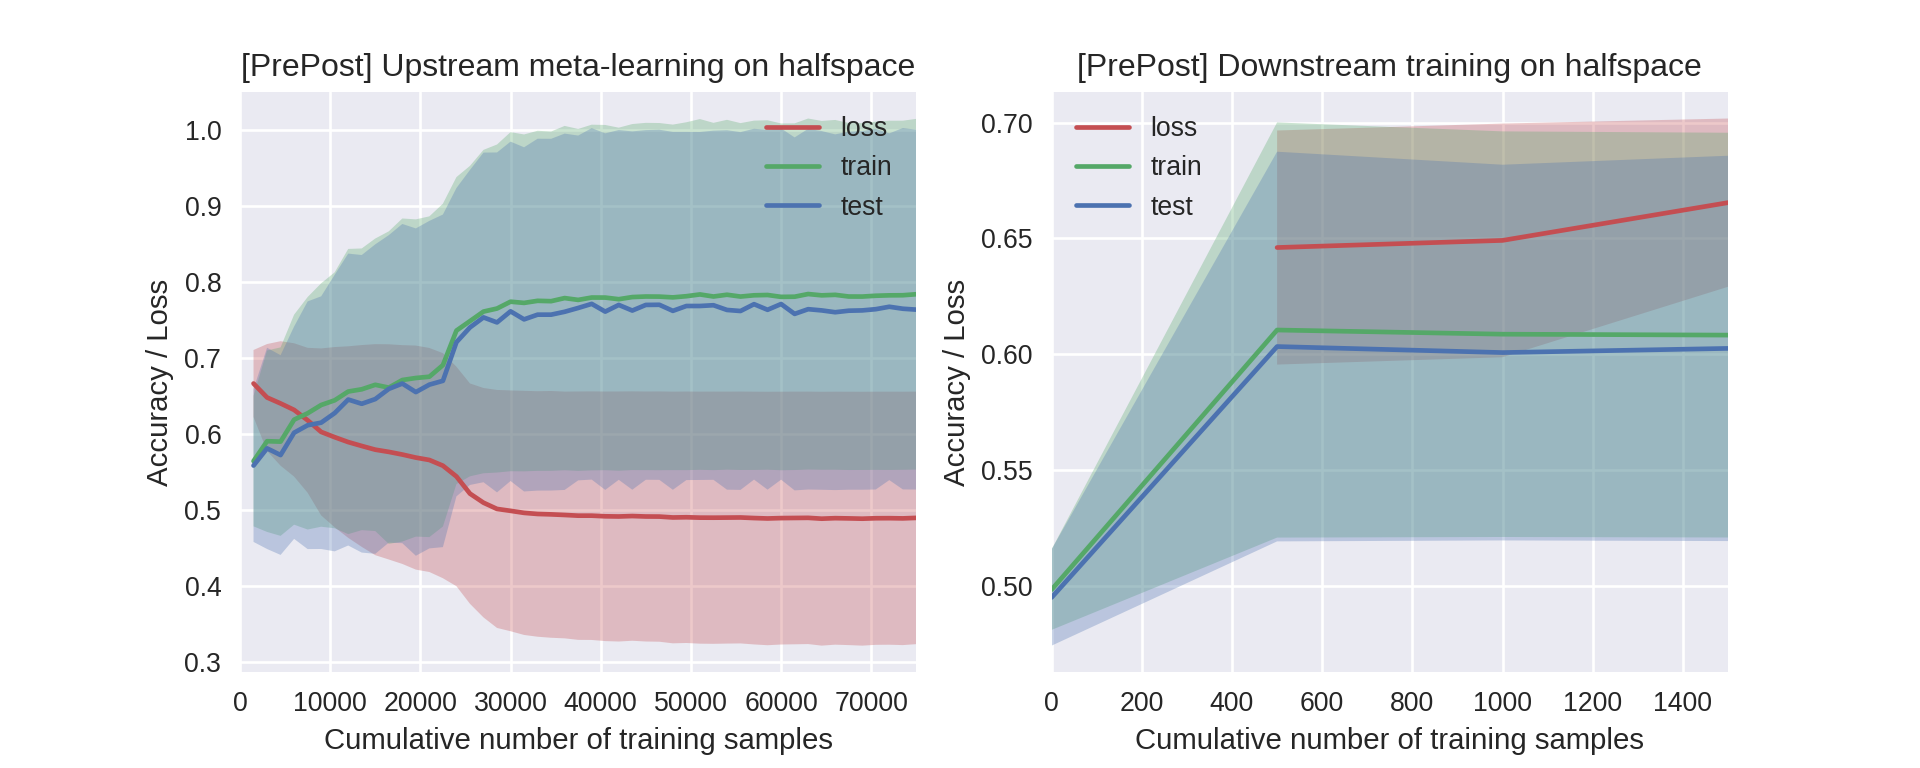 [PrePost] Upstream meta-learning on halfspace
1.0
0.9
0.8
0.7
0.6
0.5
0.4
0.3
Accuracy / Loss
loss
train
test
0 10000 20000 30000 40000 50000 60000 70000
Cumulative number of training samples
[PrePost] Downstream training on halfspace
0.70
0.65
0.60
0.55
0.50
Accuracy / Loss
loss
train
test
0 200 400 600 800 1000 1200 1400
Cumulative number of training samples